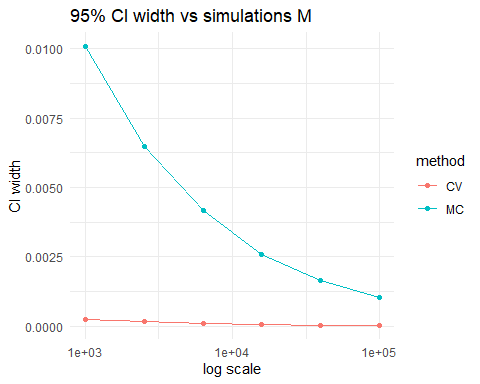 95% CI width vs simulations M
0.0100
0.0075
0.0050
0.0025
0.0000
CI width
1e+03
1e+04
1e+05
log scale
method
CV
MC